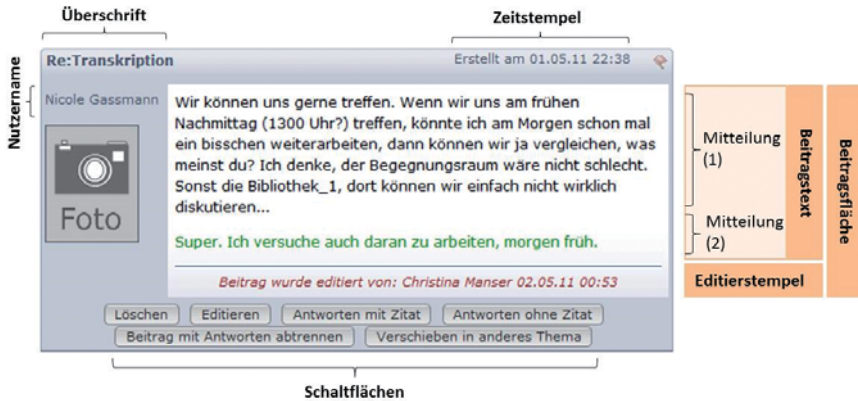 Überschrift
Zeitstempel
Re:Transkription
Erstellt am 01.05.11 22:38
Nutzername
Nicole Gassmann
Foto
Wir können uns gerne treffen. Wenn wir uns am frühen
Nachmittag (1300 Uhr?) treffen, könnte ich am Morgen schon mal
ein bisschen weiterarbeiten, dann können wir ja vergleichen, was
meinst du? Ich denke, der Begegnungsraum wäre nicht schlecht.
Sonst die Bibliothek_1, dort können wir einfach nicht wirklich
diskutieren...
Super. Ich versuche auch daran zu arbeiten, morgen früh.
Beitrag wurde editiert von: Christina Manser 02.05.11 00:53
Mitteilung
(1)
Mitteilung
(2)
Beitragstext
Beitragsfläche
Editierstempel
Löschen
Editieren
Antworten mit Zitat
Antworten ohne Zitat
Beitrag mit Antworten abtrennen
Verschieben in anderes Thema
Schaltflächen